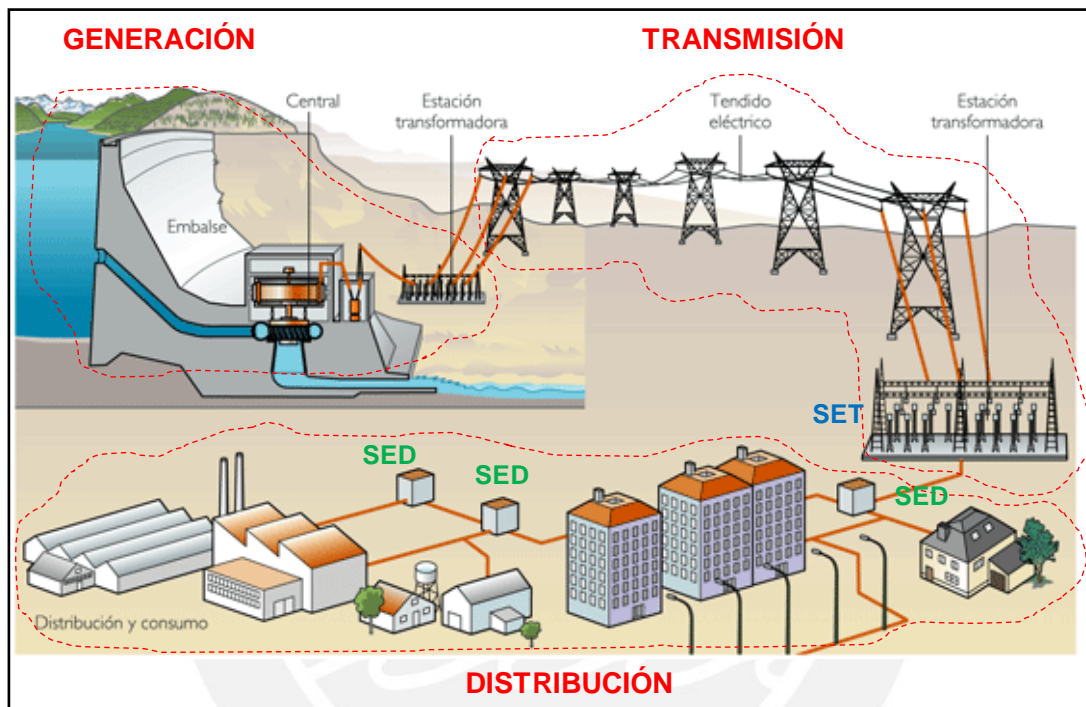 GENERACIÓN
TRANSMISIÓN
Central
Estación
transformadora
Tendido
eléctrico
Estación
transformadora
Embalse
SET
SED
SED
SED
Distribución y consumo
DISTRIBUCIÓN